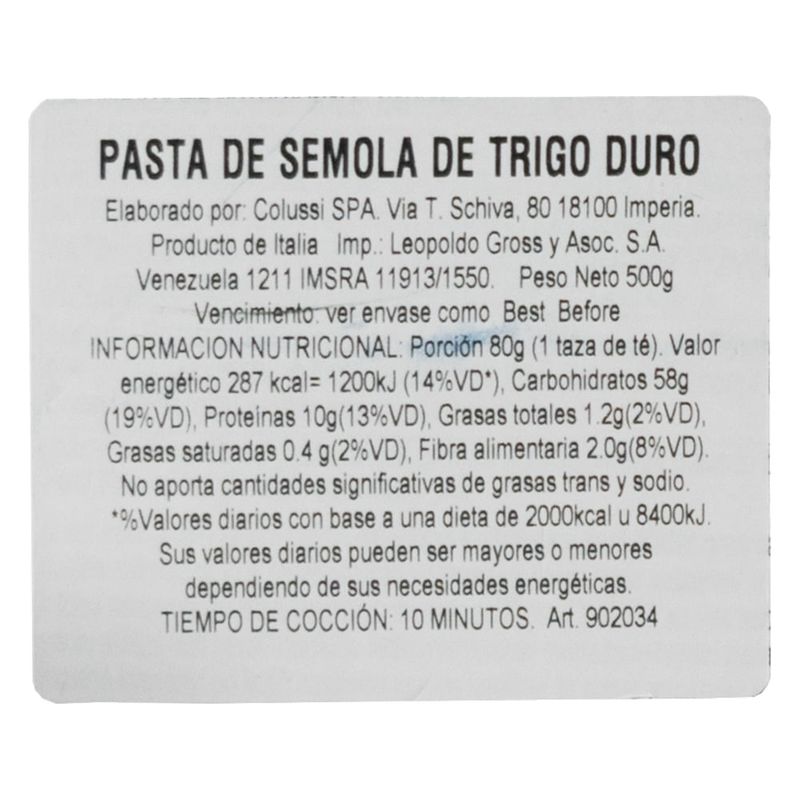 PASTA DE SEMOLA DE TRIGO DURO
Elaborado por: Colussi SPA. Via T. Schiva, 80 18100 Imperia.
Producto de Italia Imp.: Leopoldo Gross y Asoc. S.A.
Venezuela 1211 IMSRA 11913/1550. Peso Neto 500g
Vencimiento: ver envase como Best Before
INFORMACION NUTRICIONAL: Porción 80g (1 taza de té). Valor
energético 287 kcal= 1200kJ (14%VD*), Carbohidratos 58g
(19%VD), Proteínas 10g(13%VD), Grasas totales 1.2g(2%VD),
Grasas saturadas 0.4 g(2%VD), Fibra alimentaria 2.0g(8%VD).
No aporta cantidades significativas de grasas trans y sodio.
*%Valores diarios con base a una dieta de 2000kcal u 8400kJ.
Sus valores diarios pueden ser mayores o menores
dependiendo de sus necesidades energéticas.
TIEMPO DE COCCIÓN: 10 MINUTOS. Art. 902034